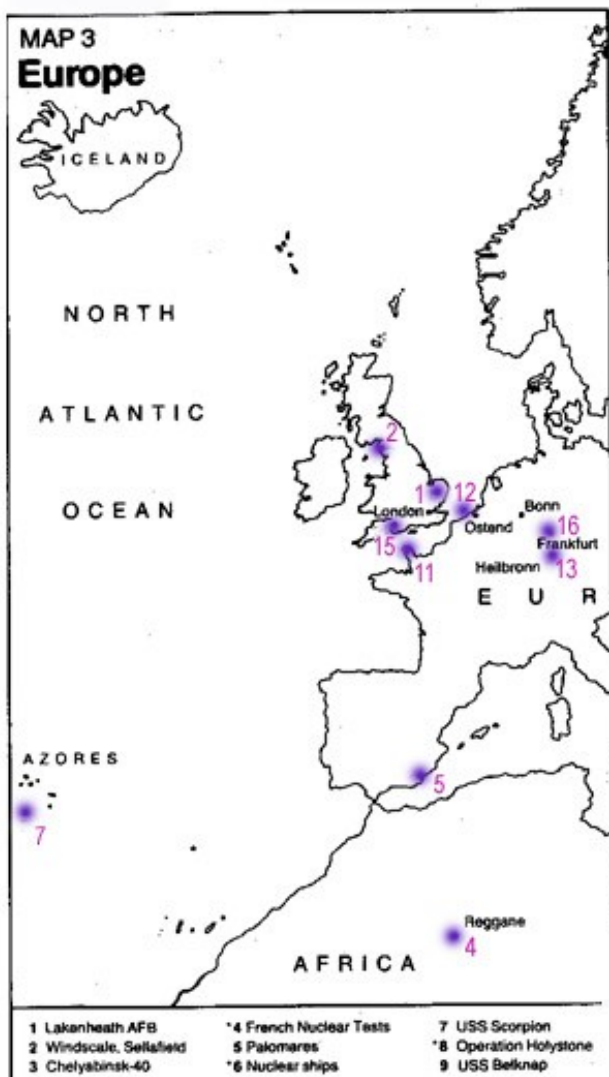 MAP 3
Europe
ICELAND
NORTH
ATLANTIC
OCEAN
2
1
12
London
Ostend
Bonn
15
16
11
Frankfurt
Heilbronn
13
EUR
AZORES
5
7
Reggane
4
AFRICA
1 Lakenheath AFB
2 Windscale, Sellafield
3 Chelyabinsk-40
*4 French Nuclear Tests
5 Palomares
*6 Nuclear ships
7 USS Scorpion
*8 Operation Holystone
9 USS Belknap